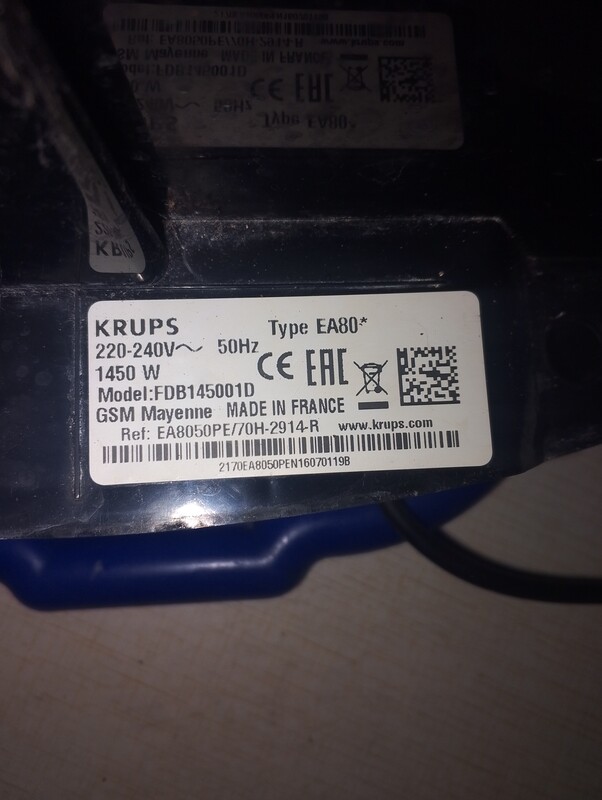 KRUPS Type EA80*
220-240V~ 50Hz
1450 W
CE EAC
Model:FDB145001D
GSM Mayenne MADE IN FRANCE
Ref: EA8050PE/70H-2914-R www.krups.com
2170EA8050PEN16070119B